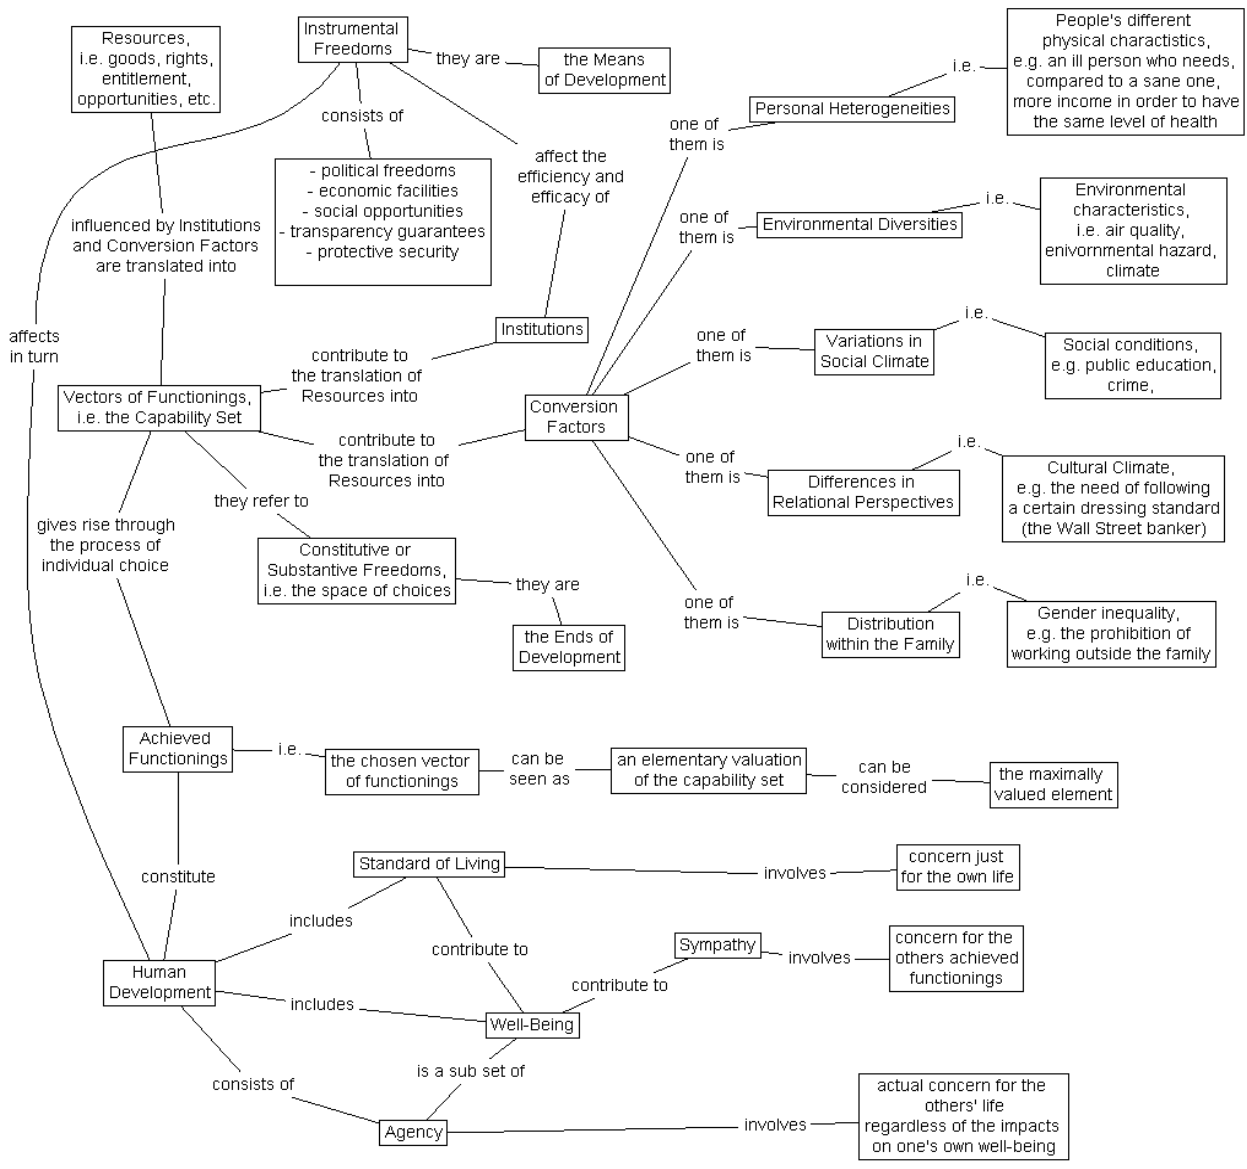 Resources,
i.e. goods, rights,
entitlement,
opportunities, etc.
Instrumental
Freedoms
they are
the Means
of Development
consists of
- political freedoms
- economic facilities
- social opportunities
- transparency guarantees
- protective security
affect the
efficiency and
efficacy of
Institutions
influenced by Institutions
and Conversion Factors
are translated into
affects
in turn
contribute to
the translation of
Resources into
Vectors of Functionings,
i.e. the Capability Set
contribute to
the translation of
Resources into
Conversion
Factors
one of
them is
Personal Heterogeneities
i.e.
People's different
physical charactistics,
e.g. an ill person who needs,
compared to a sane one,
more income in order to have
the same level of health
one of
them is
Environmental Diversities
i.e.
Environmental
characteristics,
i.e. air quality,
enivornmental hazard,
climate
one of
them is
Variations in
Social Climate
i.e.
Social conditions,
e.g. public education,
crime,
one of
them is
Differences in
Relational Perspectives
i.e.
Cultural Climate,
e.g. the need of following
a certain dressing standard
(the Wall Street banker)
one of
them is
Distribution
within the Family
i.e.
Gender inequality,
e.g. the prohibition of
working outside the family
they refer to
Constitutive or
Substantive Freedoms,
i.e. the space of choices
they are
the Ends of
Development
gives rise through
the process of
individual choice
Achieved
Functionings
i.e.
the chosen vector
of functionings
can be
seen as
an elementary valuation
of the capability set
can be
considered
the maximally
valued element
constitute
Human
Development
includes
Standard of Living
involves
concern just
for the own life
contribute to
includes
Well-Being
contribute to
Sympathy
involves
concern for the
others achieved
functionings
is a sub set of
consists of
Agency
involves
actual concern for the
others' life
regardless of the impacts
on one's own well-being